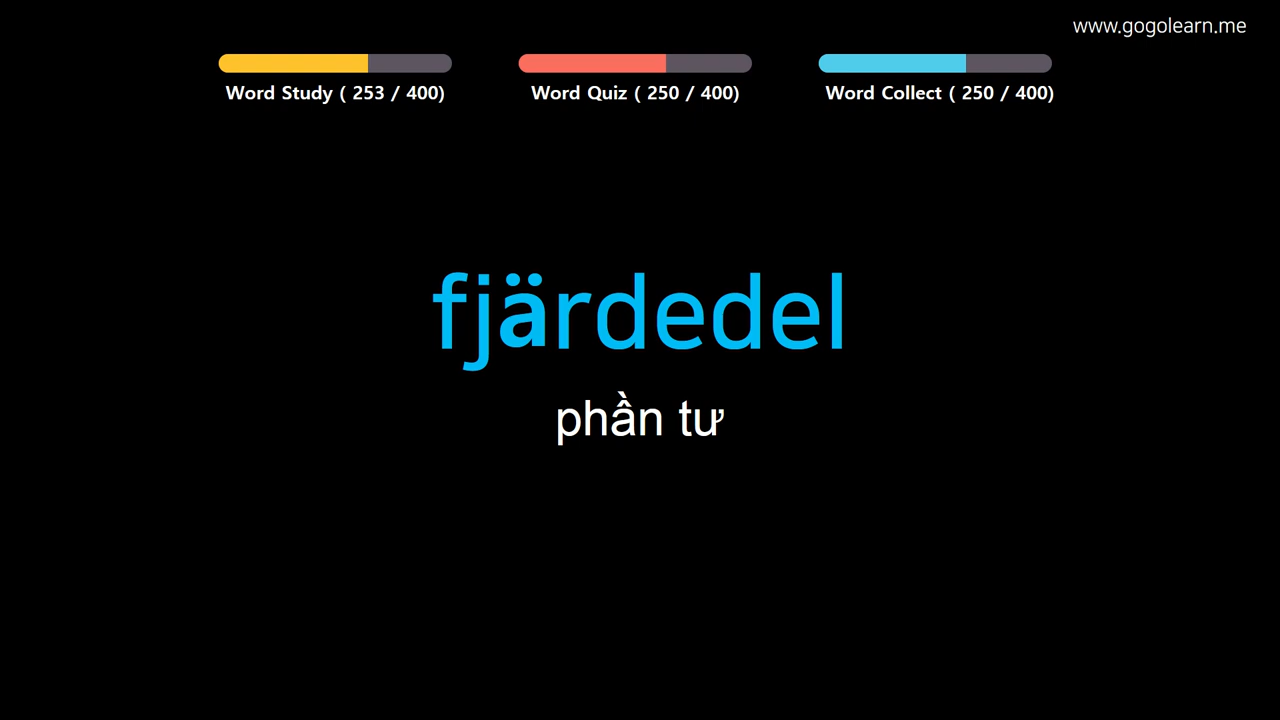 www.gogolearn.me
Word Study ( 253 / 400)
Word Quiz ( 250 / 400)
Word Collect ( 250 / 400)
fjärdedel
phần tư